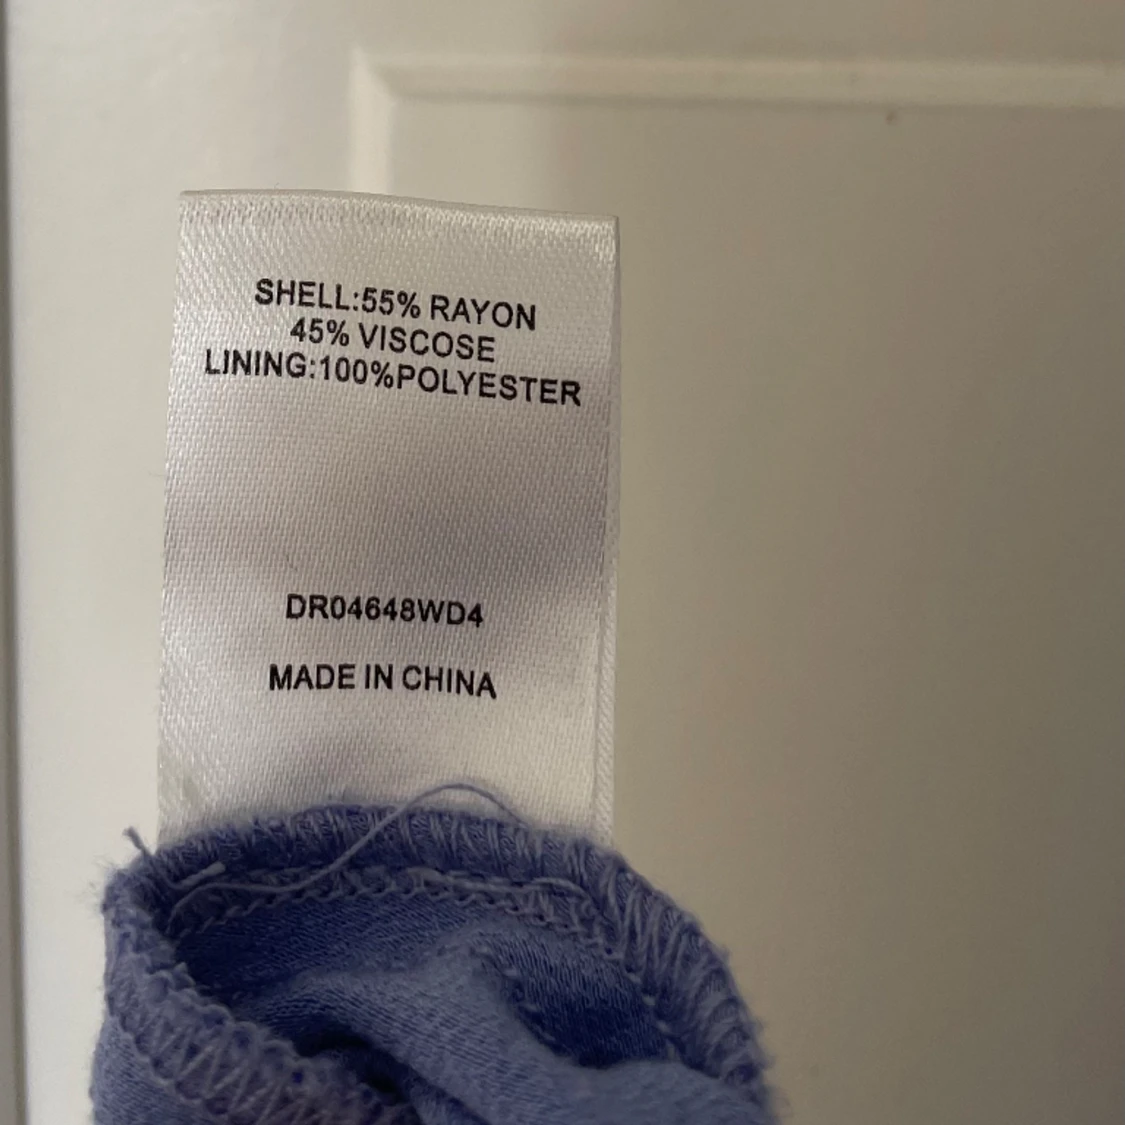 SHELL:55% RAYON
45% VISCOSE
LINING:100%POLYESTER
DR04648WD4
MADE IN CHINA